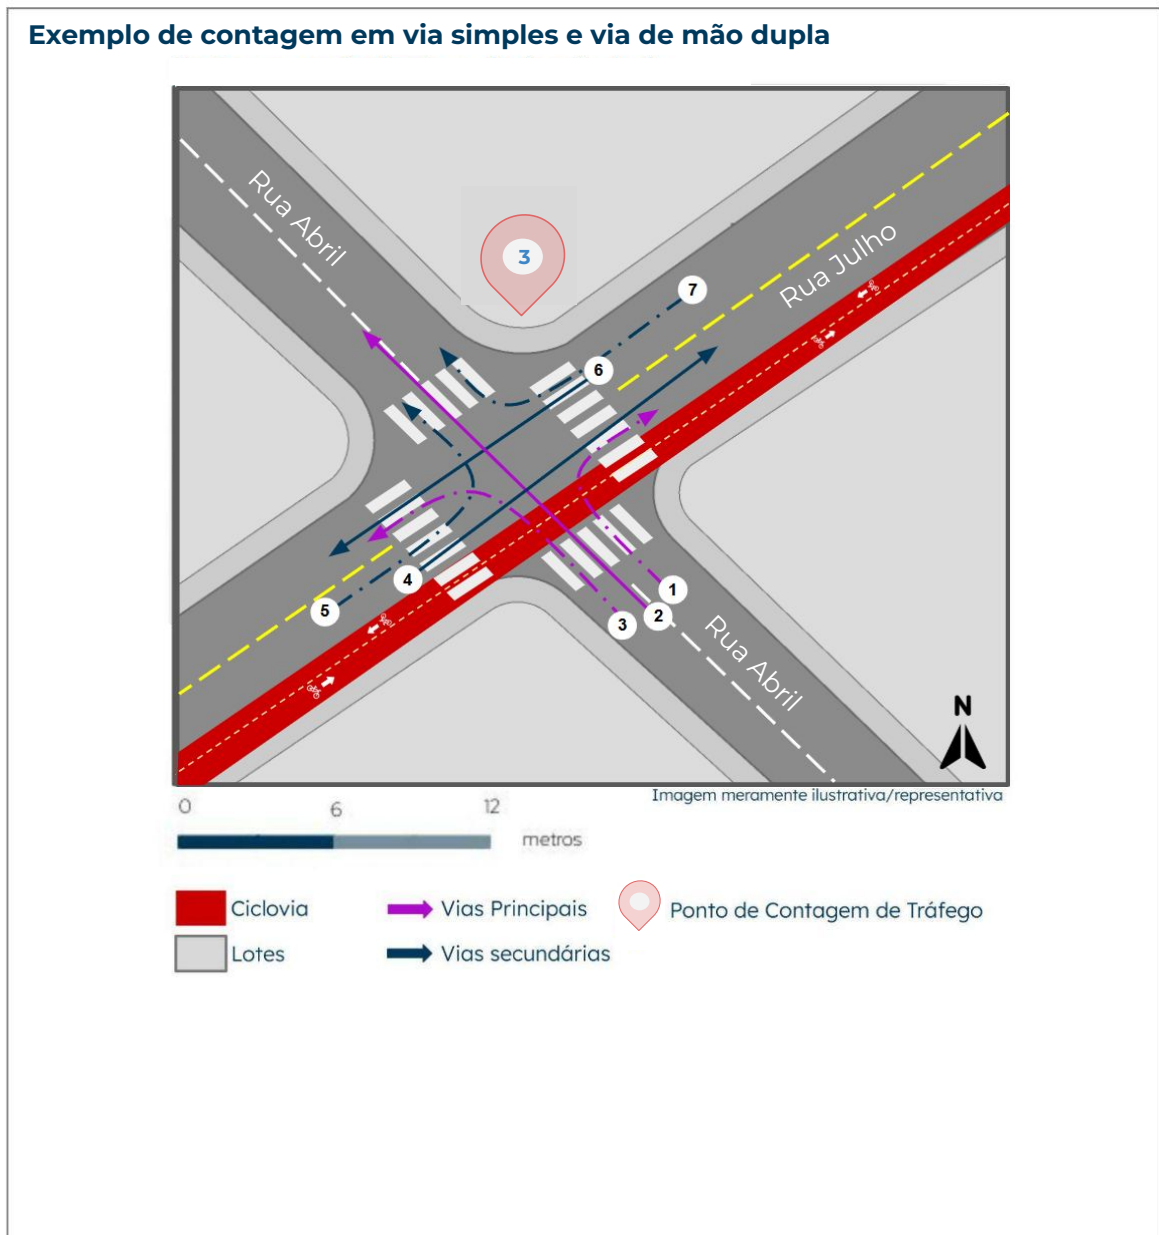 Exemplo de contagem em via simples e via de mão dupla
Rua Abril
3
Rua Julho
7
6
4
5
1
2
3
Rua Abril
N
Imagem meramente ilustrativa/representativa
0 6 12
metros
Ciclovia
Vias Principais
Ponto de Contagem de Tráfego
Lotes
Vias secundárias